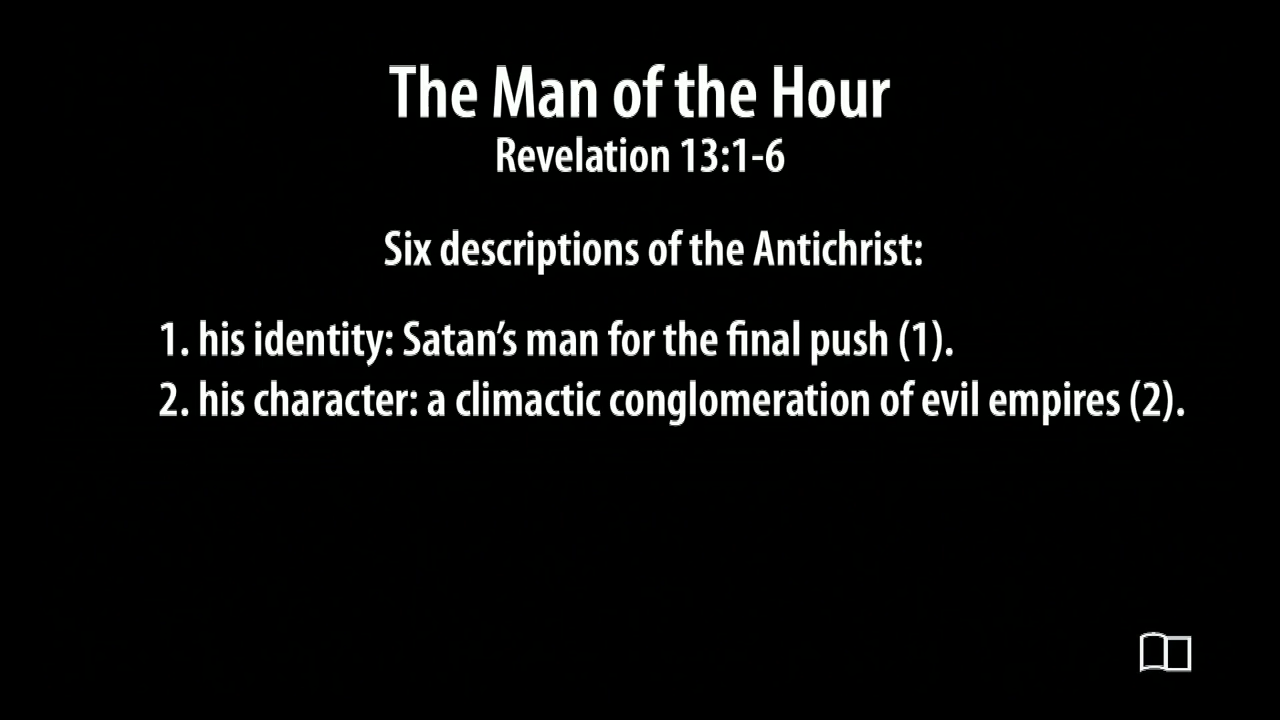 The Man of the Hour
Revelation 13:1-6
Six descriptions of the Antichrist:
1. his identity: Satan’s man for the final push (1).
2. his character: a climactic conglomeration of evil empires (2).